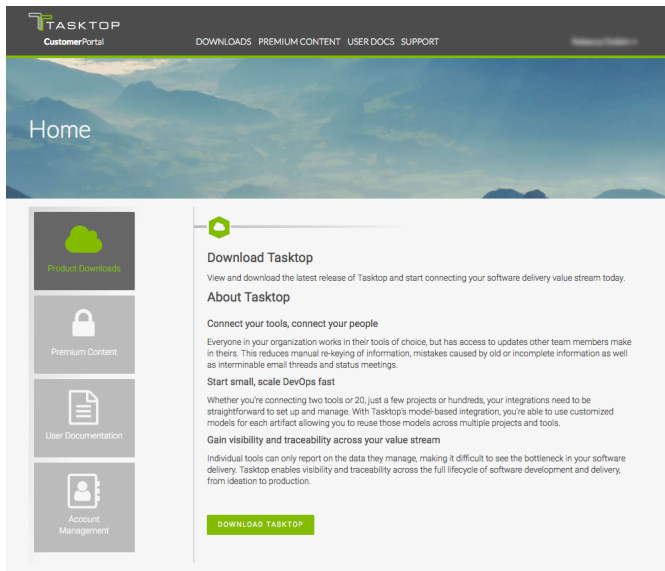 TASKTOP
CustomerPortal
DOWNLOADS PREMIUM CONTENT USER DOCS SUPPORT
Home
Product Downloads
Premium Content
User Documentation
Account
Management
Download Tasktop
View and download the latest release of Tasktop and start connecting your software delivery value stream today.
About Tasktop
Connect your tools, connect your people
Everyone in your organization works in their tools of choice, but has access to updates other team members make
in theirs. This reduces manual re-keying of information, mistakes caused by old or incomplete information as well
as interminable email threads and status meetings.
Start small, scale DevOps fast
Whether you're connecting two tools or 20, just a few projects or hundreds, your integrations need to be
straightforward to set up and manage. With Tasktop's model-based integration, you're able to use customized
models for each artifact allowing you to reuse those models across multiple projects and tools.
Gain visibility and traceability across your value stream
Individual tools can only report on the data they manage, making it difficult to see the bottleneck in your software
delivery. Tasktop enables visibility and traceability across the full lifecycle of software development and delivery,
from ideation to production.
DOWNLOAD TASKTOP